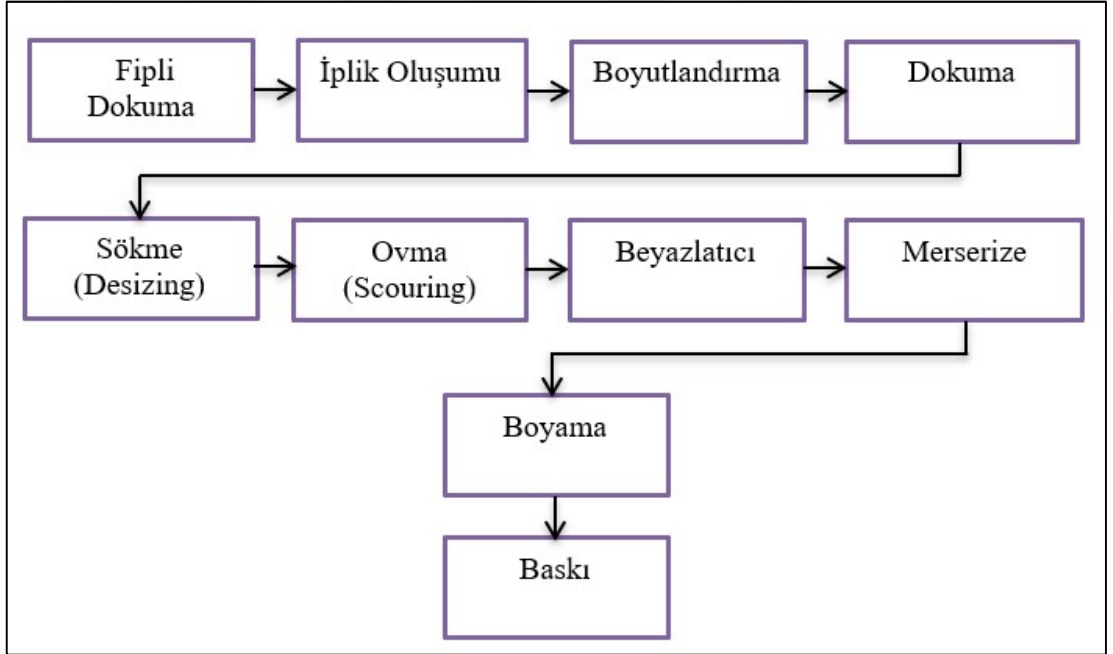 Fipli
Dokuma
İplik Oluşumu
Boyutlandırma
Dokuma
Sökme
(Desizing)
Ovma
(Scouring)
Beyazlatıcı
Merserize
Boyama
Baskı